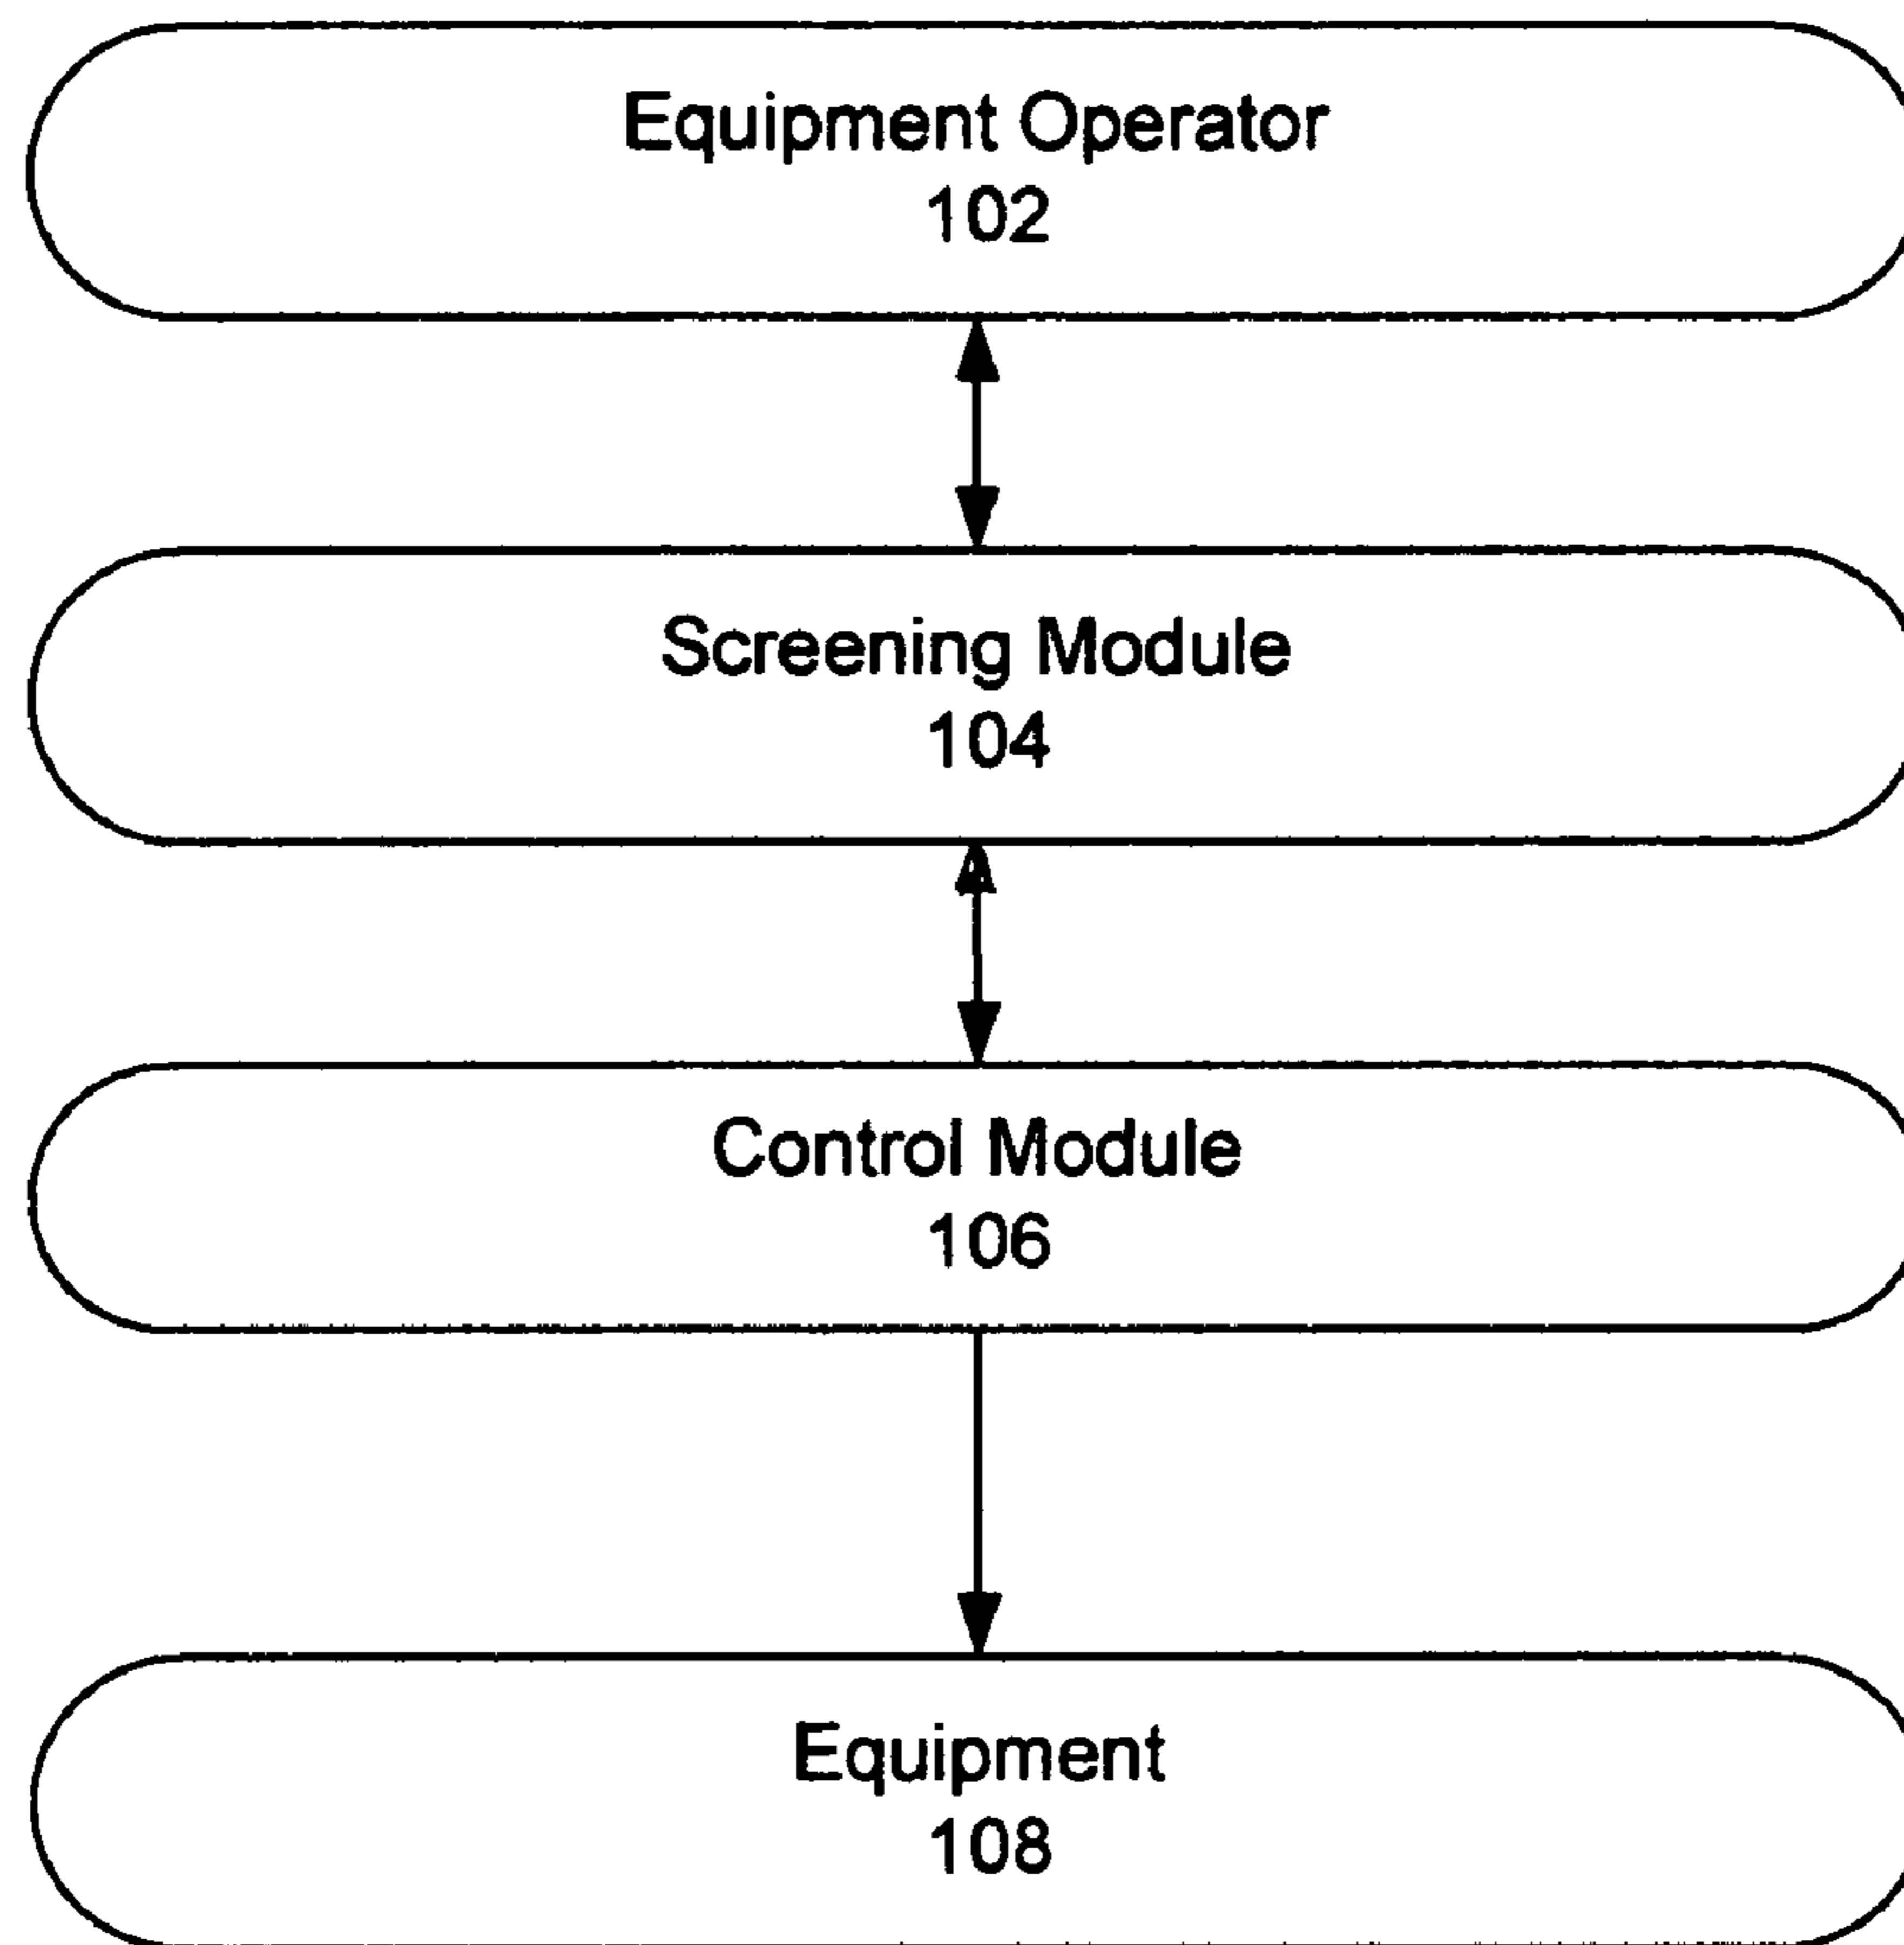 Equipment Operator
102
Screening Module
104
Control Module
106
Equipment
108